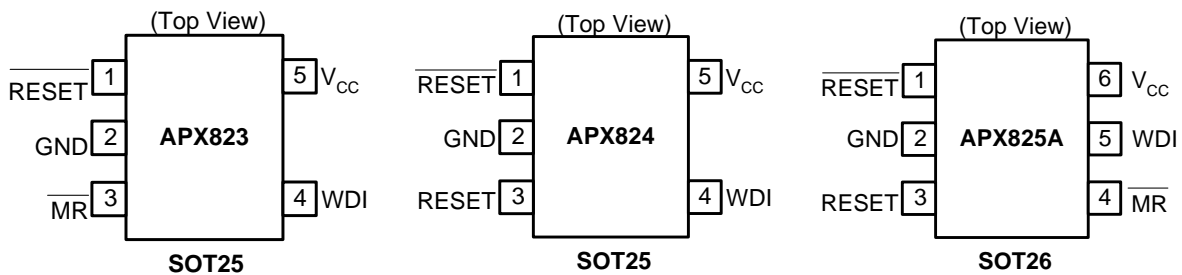 (Top View)
RESET 1
5 VCC
GND 2
APX823
MR 3
4 WDI
SOT25
(Top View)
RESET 1
5 VCC
GND 2
APX824
RESET 3
4 WDI
SOT25
(Top View)
RESET 1
6 VCC
GND 2
APX825A
5 WDI
RESET 3
4 MR
SOT26